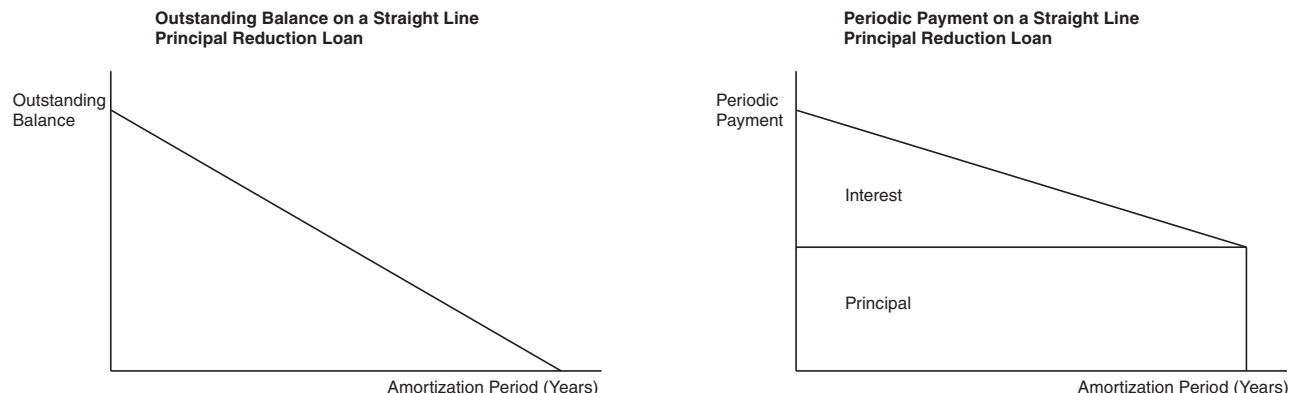 Outstanding Balance on a Straight Line
Principal Reduction Loan
Outstanding
Balance
Amortization Period (Years)
Periodic Payment on a Straight Line
Principal Reduction Loan
Periodic
Payment
Interest
Principal
Amortization Period (Years)